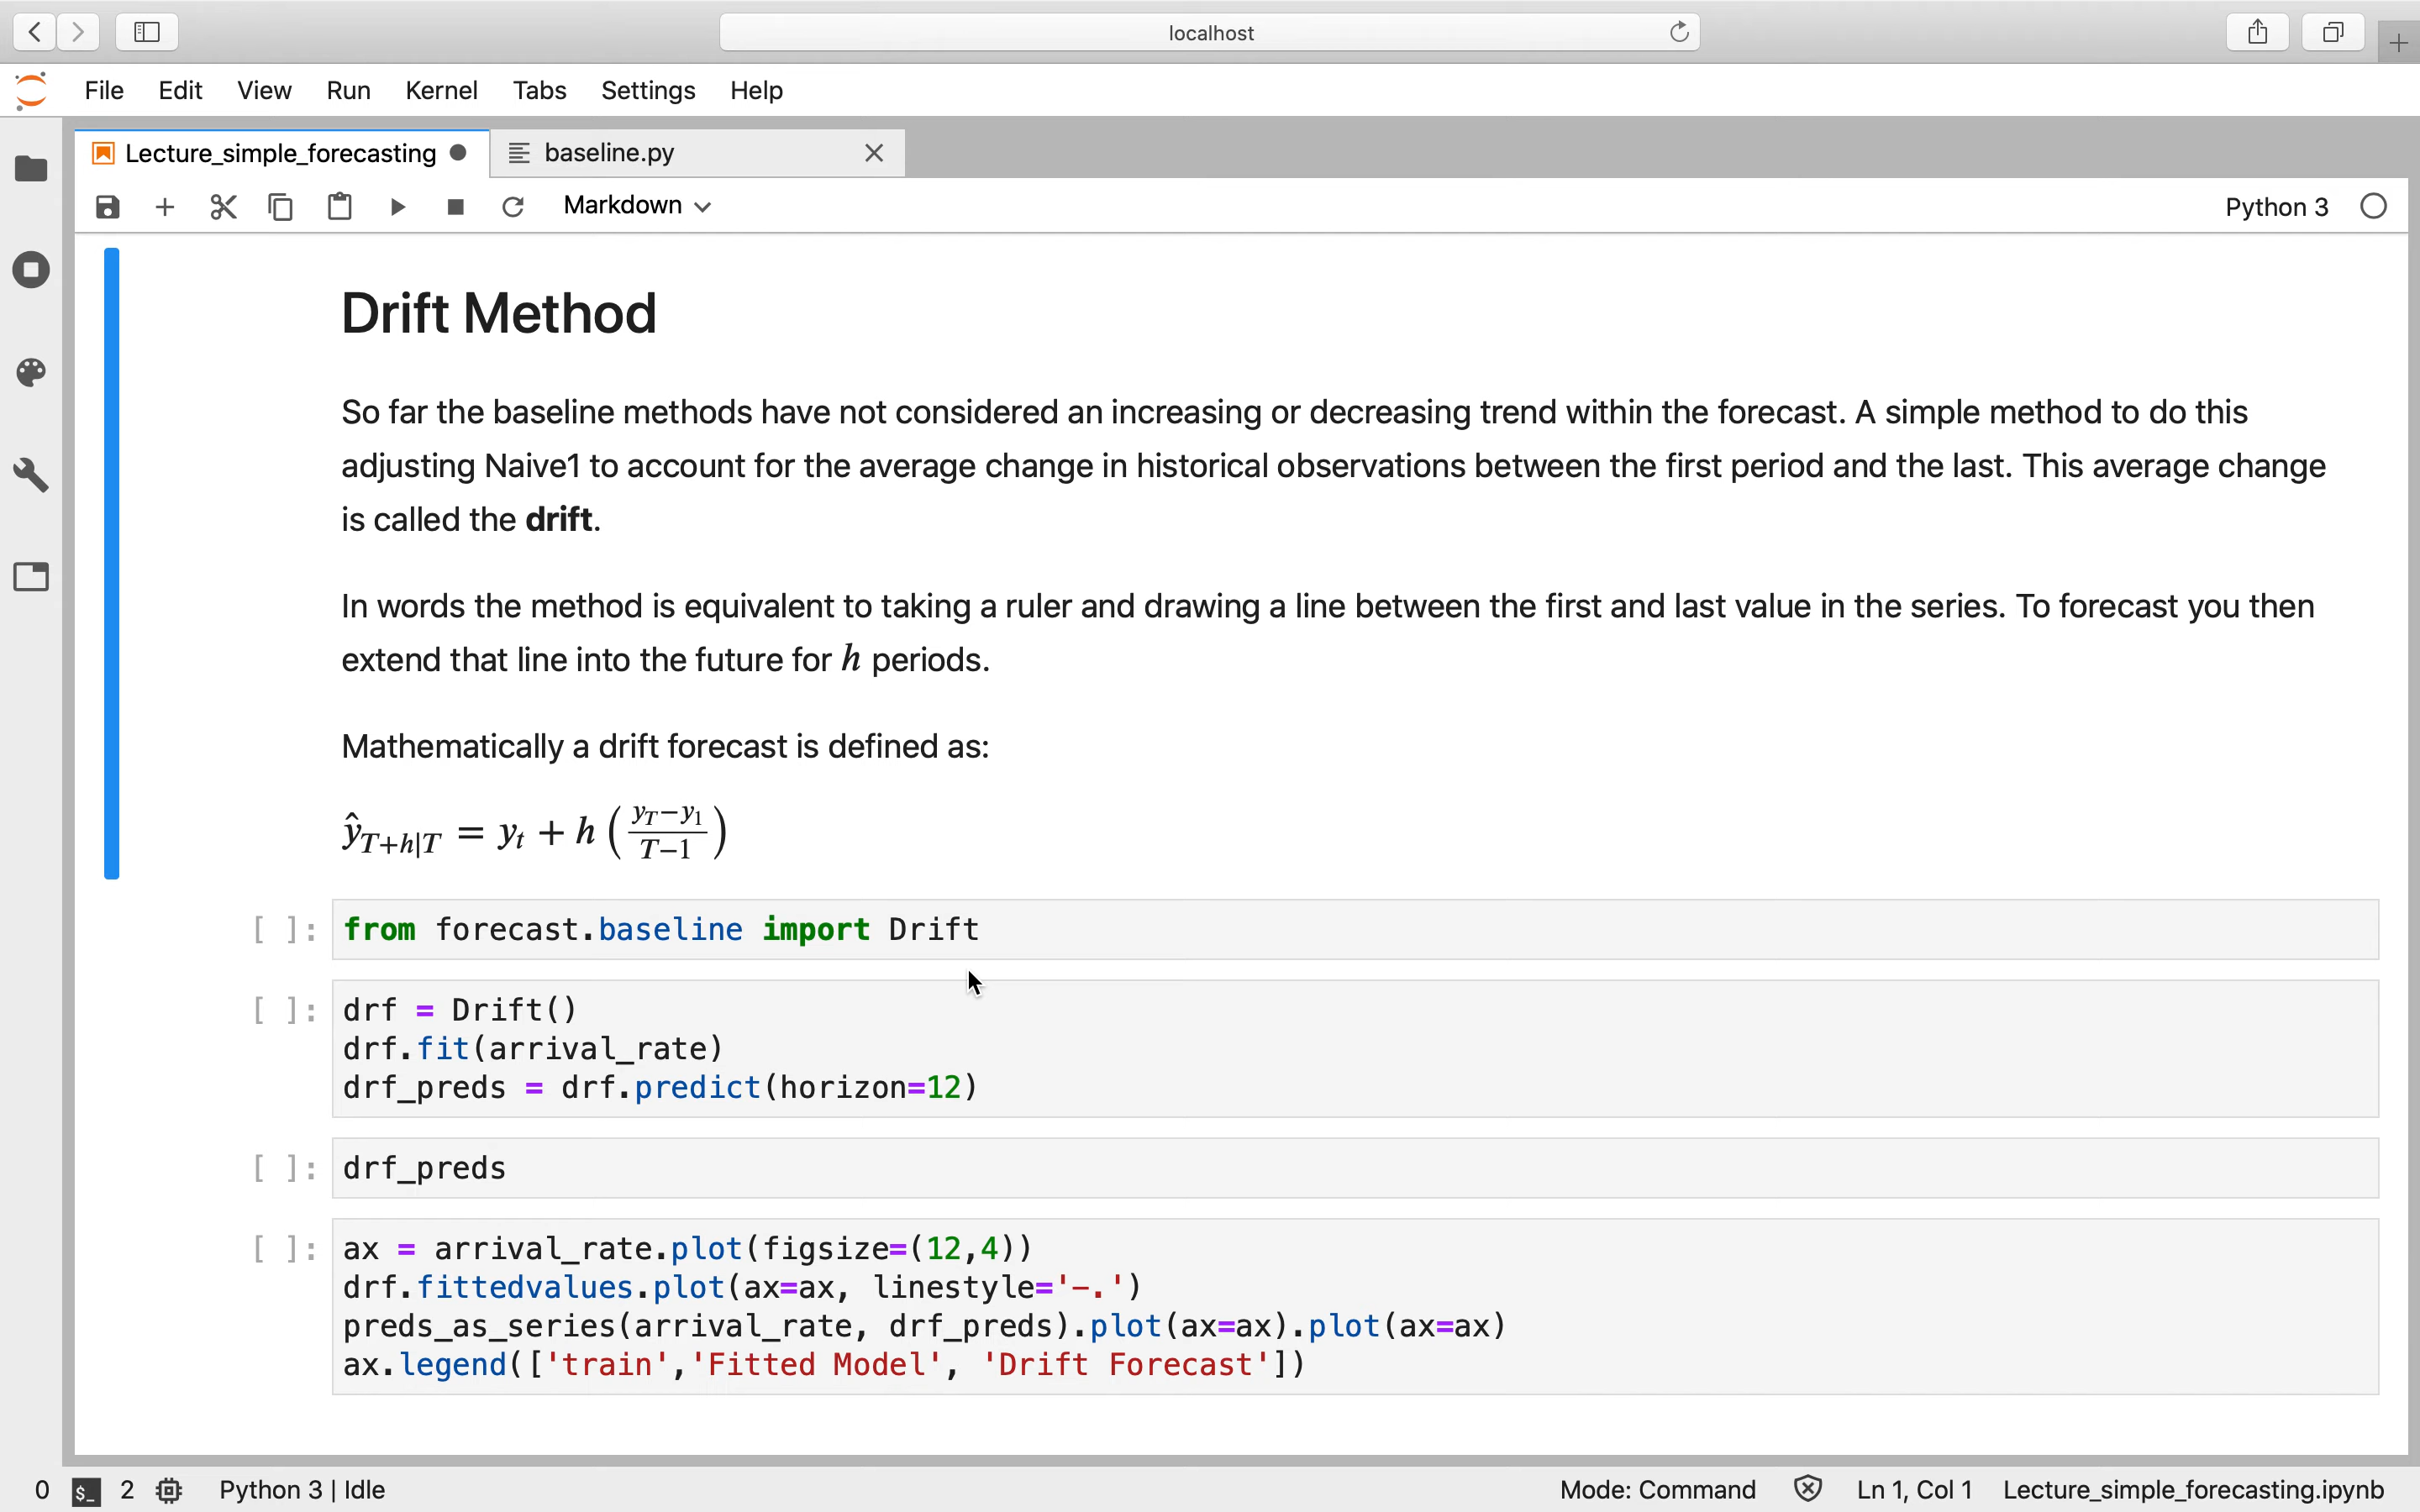 localhost
File Edit View Run Kernel Tabs Settings Help
Lecture_simple_forecasting baseline.py
Markdown Python 3
Drift Method
So far the baseline methods have not considered an increasing or decreasing trend within the forecast. A simple method to do this
adjusting Naive1 to account for the average change in historical observations between the first period and the last. This average change
is called the drift.
In words the method is equivalent to taking a ruler and drawing a line between the first and last value in the series. To forecast you then
extend that line into the future for h periods.
Mathematically a drift forecast is defined as:
ŷ_{T+h|T} = y_t + h ( (y_T−y_1) / (T−1) )
[ ]: from forecast.baseline import Drift
[ ]: drf = Drift()
drf.fit(arrival_rate)
drf_preds = drf.predict(horizon=12)
[ ]: drf_preds
[ ]: ax = arrival_rate.plot(figsize=(12,4))
drf.fittedvalues.plot(ax=ax, linestyle='-.')
preds_as_series(arrival_rate, drf_preds).plot(ax=ax).plot(ax=ax)
ax.legend(['train','Fitted Model', 'Drift Forecast'])
0 $_ 2 Python 3 | Idle Mode: Command Ln 1, Col 1 Lecture_simple_forecasting.ipynb